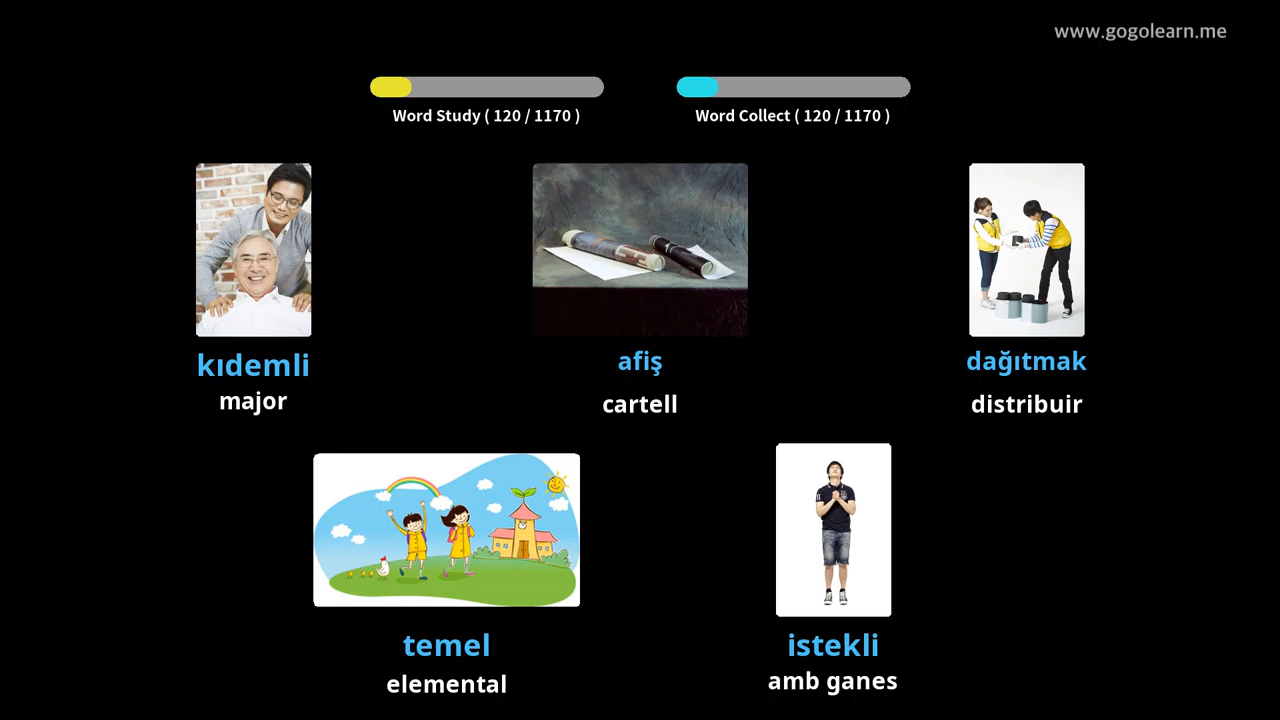 www.gogolearn.me
Word Study ( 120 / 1170 )
Word Collect ( 120 / 1170 )
kıdemli
major
afiş
cartell
dağıtmak
distribuir
temel
elemental
istekli
amb ganes